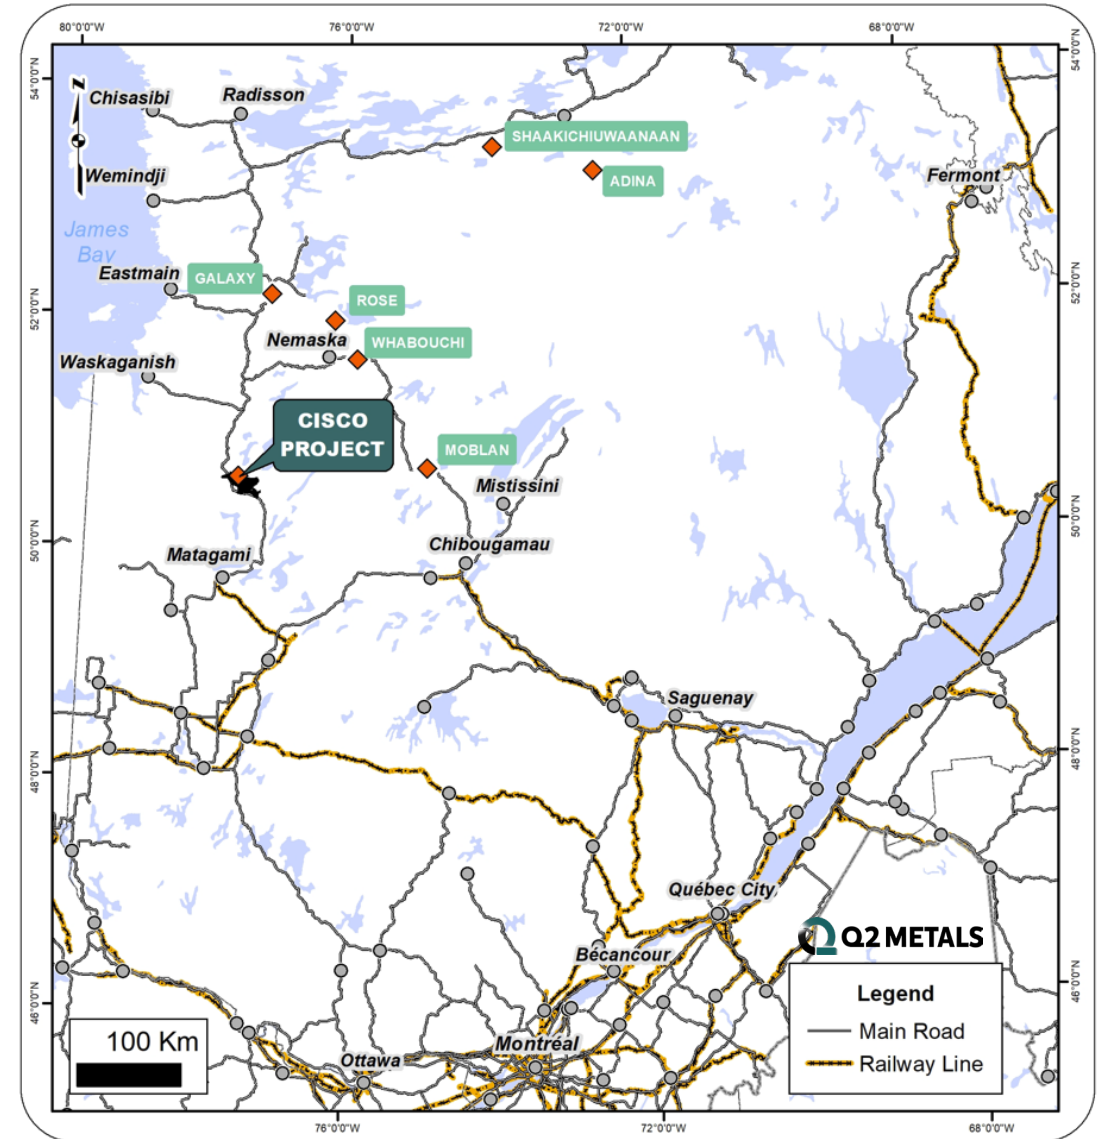 80°0'0"W
76°0'0"W
72°0'0"W
68°0'0"W
54°0'0"N
54°0'0"N
N
Chisasibi
Radisson
SHAAKICHIUWAANAAN
ADINA
Wemindji
Fermont
James
Bay
Eastmain
GALAXY
52°0'0"N
52°0'0"N
ROSE
Nemaska
WHABOUCHI
Waskaganish
CISCO
PROJECT
MOBLAN
Mistissini
50°0'0"N
50°0'0"N
Matagami
Chibougamau
Saguenay
48°0'0"N
48°0'0"N
Québec City
Q2 METALS
Bécancour
46°0'0"N
46°0'0"N
Legend
Main Road
Railway Line
100 Km
Ottawa
Montréal
76°0'0"W
72°0'0"W
68°0'0"W